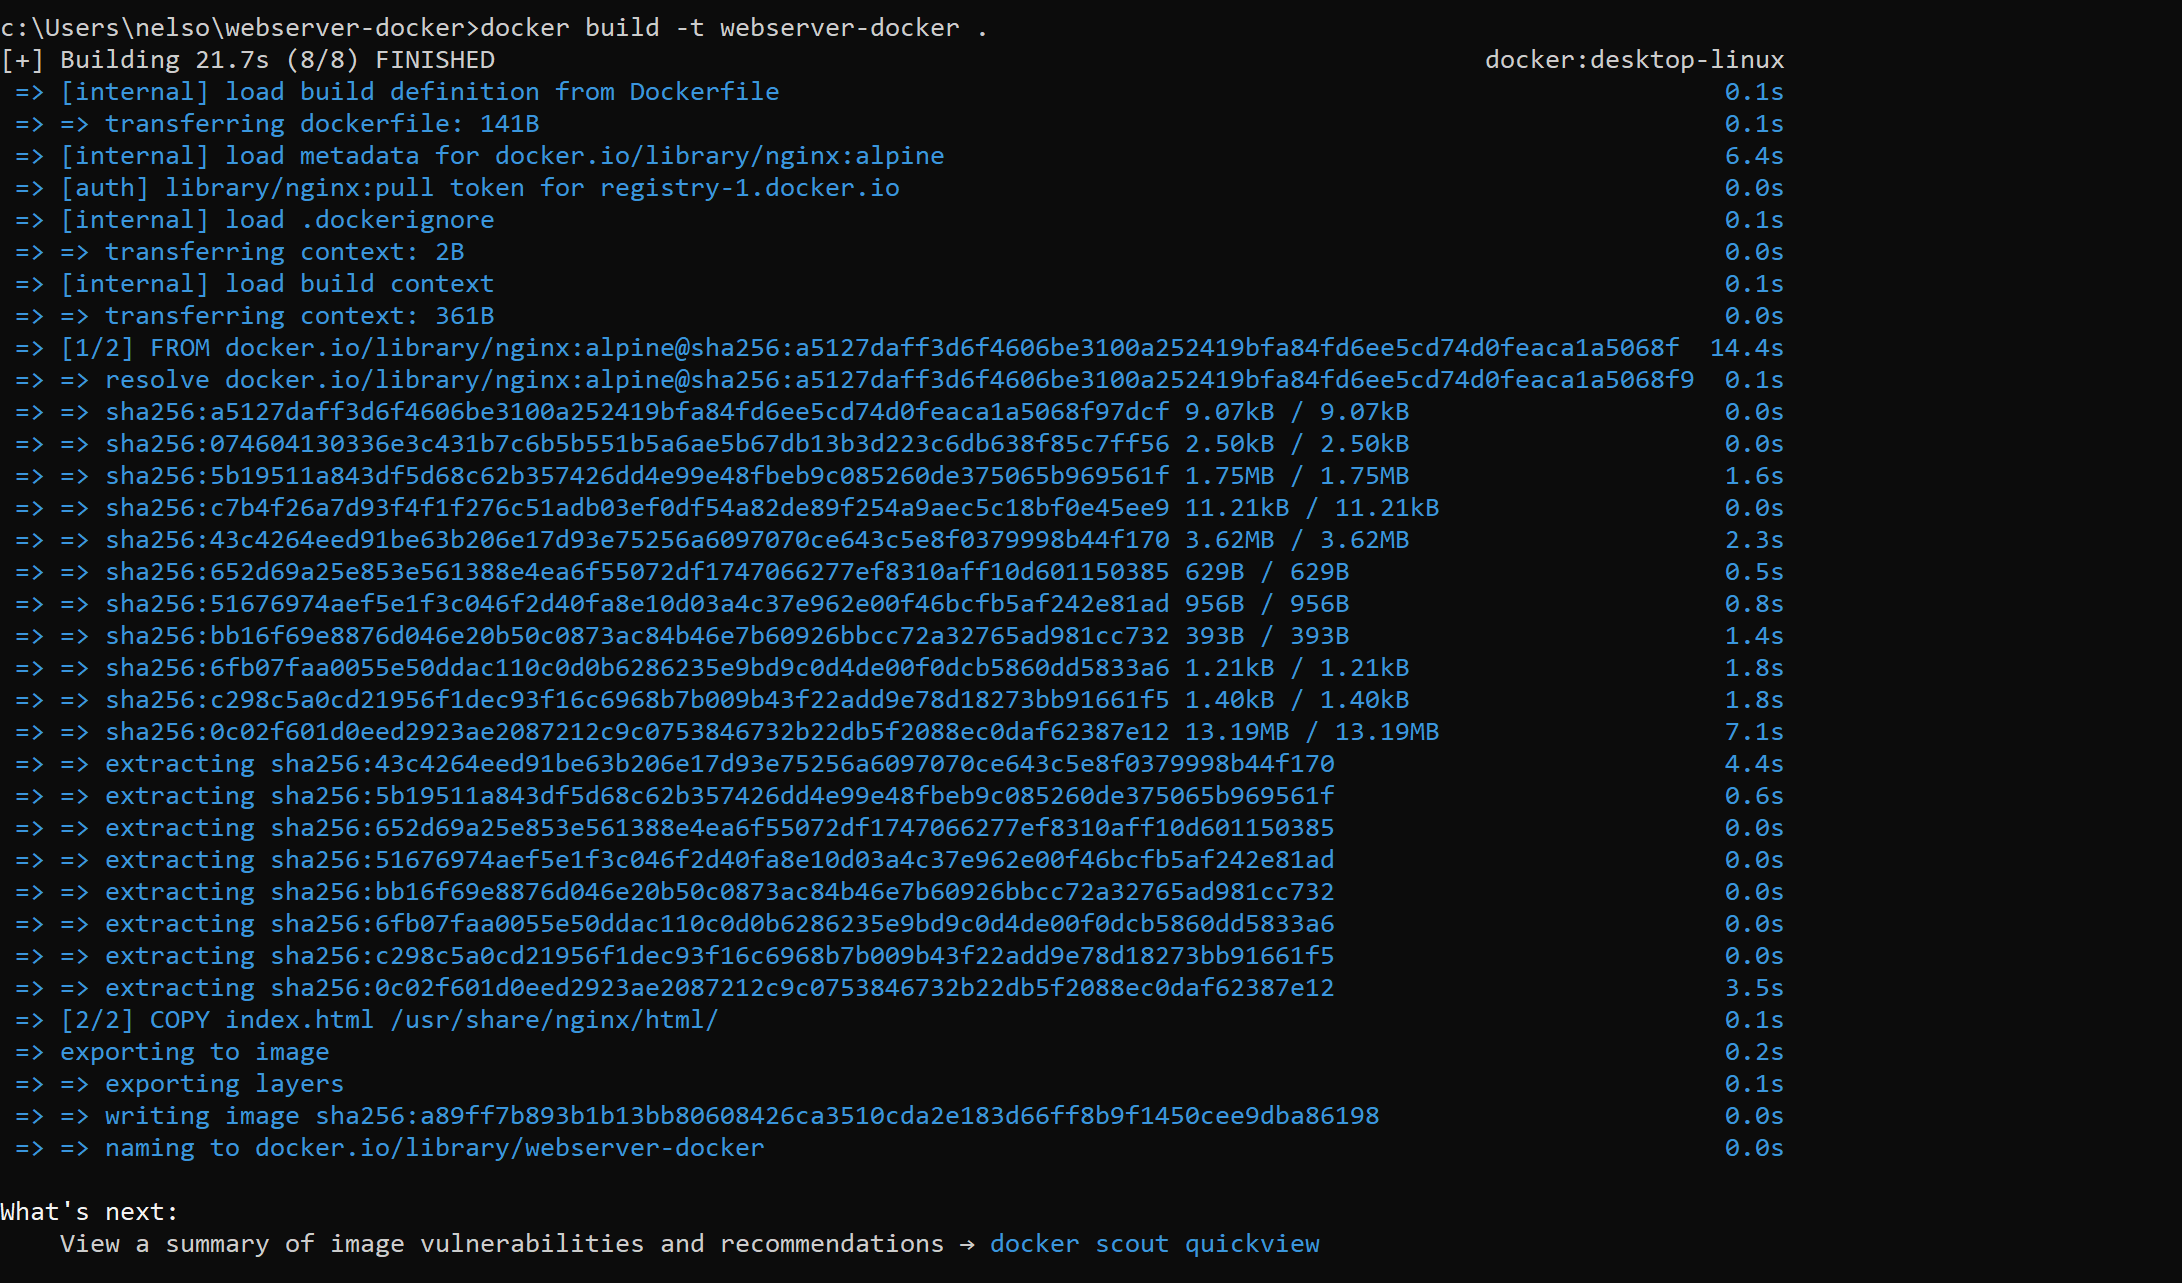 c:\Users\nelso\webserver-docker>docker build -t webserver-docker .
[+] Building 21.7s (8/8) FINISHED docker:desktop-linux
=> [internal] load build definition from Dockerfile 0.1s
=> => transferring dockerfile: 141B 0.1s
=> [internal] load metadata for docker.io/library/nginx:alpine 6.4s
=> [auth] library/nginx:pull token for registry-1.docker.io 0.0s
=> [internal] load .dockerignore 0.1s
=> => transferring context: 2B 0.0s
=> [internal] load build context 0.1s
=> => transferring context: 361B 0.0s
=> [1/2] FROM docker.io/library/nginx:alpine@sha256:a5127daff3d6f4606be3100a252419bfa84fd6ee5cd74d0feaca1a5068f 14.4s
=> => resolve docker.io/library/nginx:alpine@sha256:a5127daff3d6f4606be3100a252419bfa84fd6ee5cd74d0feaca1a5068f9 0.1s
=> => sha256:a5127daff3d6f4606be3100a252419bfa84fd6ee5cd74d0feaca1a5068f97dcf 9.07kB / 9.07kB 0.0s
=> => sha256:074604130336e3c431b7c6b5b551b5a6ae5b67db13b3d223c6db638f85c7ff56 2.50kB / 2.50kB 0.0s
=> => sha256:5b19511a843df5d68c62b357426dd4e99e48fbeb9c085260de375065b969561f 1.75MB / 1.75MB 1.6s
=> => sha256:c7b4f26a7d93f4f1f276c51adb03ef0df54a82de89f254a9aec5c18bf0e45ee9 11.21kB / 11.21kB 0.0s
=> => sha256:43c4264eed91be63b206e17d93e75256a6097070ce643c5e8f0379998b44f170 3.62MB / 3.62MB 2.3s
=> => sha256:652d69a25e853e561388e4ea6f55072df1747066277ef8310aff10d601150385 629B / 629B 0.5s
=> => sha256:51676974aef5e1f3c046f2d40fa8e10d03a4c37e962e00f46bcfb5af242e81ad 956B / 956B 0.8s
=> => sha256:bb16f69e8876d046e20b50c0873ac84b46e7b60926bbcc72a32765ad981cc732 393B / 393B 1.4s
=> => sha256:6fb07faa0055e50ddac110c0d0b6286235e9bd9c0d4de00f0dcb5860dd5833a6 1.21kB / 1.21kB 1.8s
=> => sha256:c298c5a0cd21956f1dec93f16c6968b7b009b43f22add9e78d18273bb91661f5 1.40kB / 1.40kB 1.8s
=> => sha256:0c02f601d0eed2923ae2087212c9c0753846732b22db5f2088ec0daf62387e12 13.19MB / 13.19MB 7.1s
=> => extracting sha256:43c4264eed91be63b206e17d93e75256a6097070ce643c5e8f0379998b44f170 4.4s
=> => extracting sha256:5b19511a843df5d68c62b357426dd4e99e48fbeb9c085260de375065b969561f 0.6s
=> => extracting sha256:652d69a25e853e561388e4ea6f55072df1747066277ef8310aff10d601150385 0.0s
=> => extracting sha256:51676974aef5e1f3c046f2d40fa8e10d03a4c37e962e00f46bcfb5af242e81ad 0.0s
=> => extracting sha256:bb16f69e8876d046e20b50c0873ac84b46e7b60926bbcc72a32765ad981cc732 0.0s
=> => extracting sha256:6fb07faa0055e50ddac110c0d0b6286235e9bd9c0d4de00f0dcb5860dd5833a6 0.0s
=> => extracting sha256:c298c5a0cd21956f1dec93f16c6968b7b009b43f22add9e78d18273bb91661f5 0.0s
=> => extracting sha256:0c02f601d0eed2923ae2087212c9c0753846732b22db5f2088ec0daf62387e12 3.5s
=> [2/2] COPY index.html /usr/share/nginx/html/ 0.1s
=> exporting to image 0.2s
=> => exporting layers 0.1s
=> => writing image sha256:a89ff7b893b1b13bb80608426ca3510cda2e183d66ff8b9f1450cee9dba86198 0.0s
=> => naming to docker.io/library/webserver-docker 0.0s
What's next:
View a summary of image vulnerabilities and recommendations → docker scout quickview